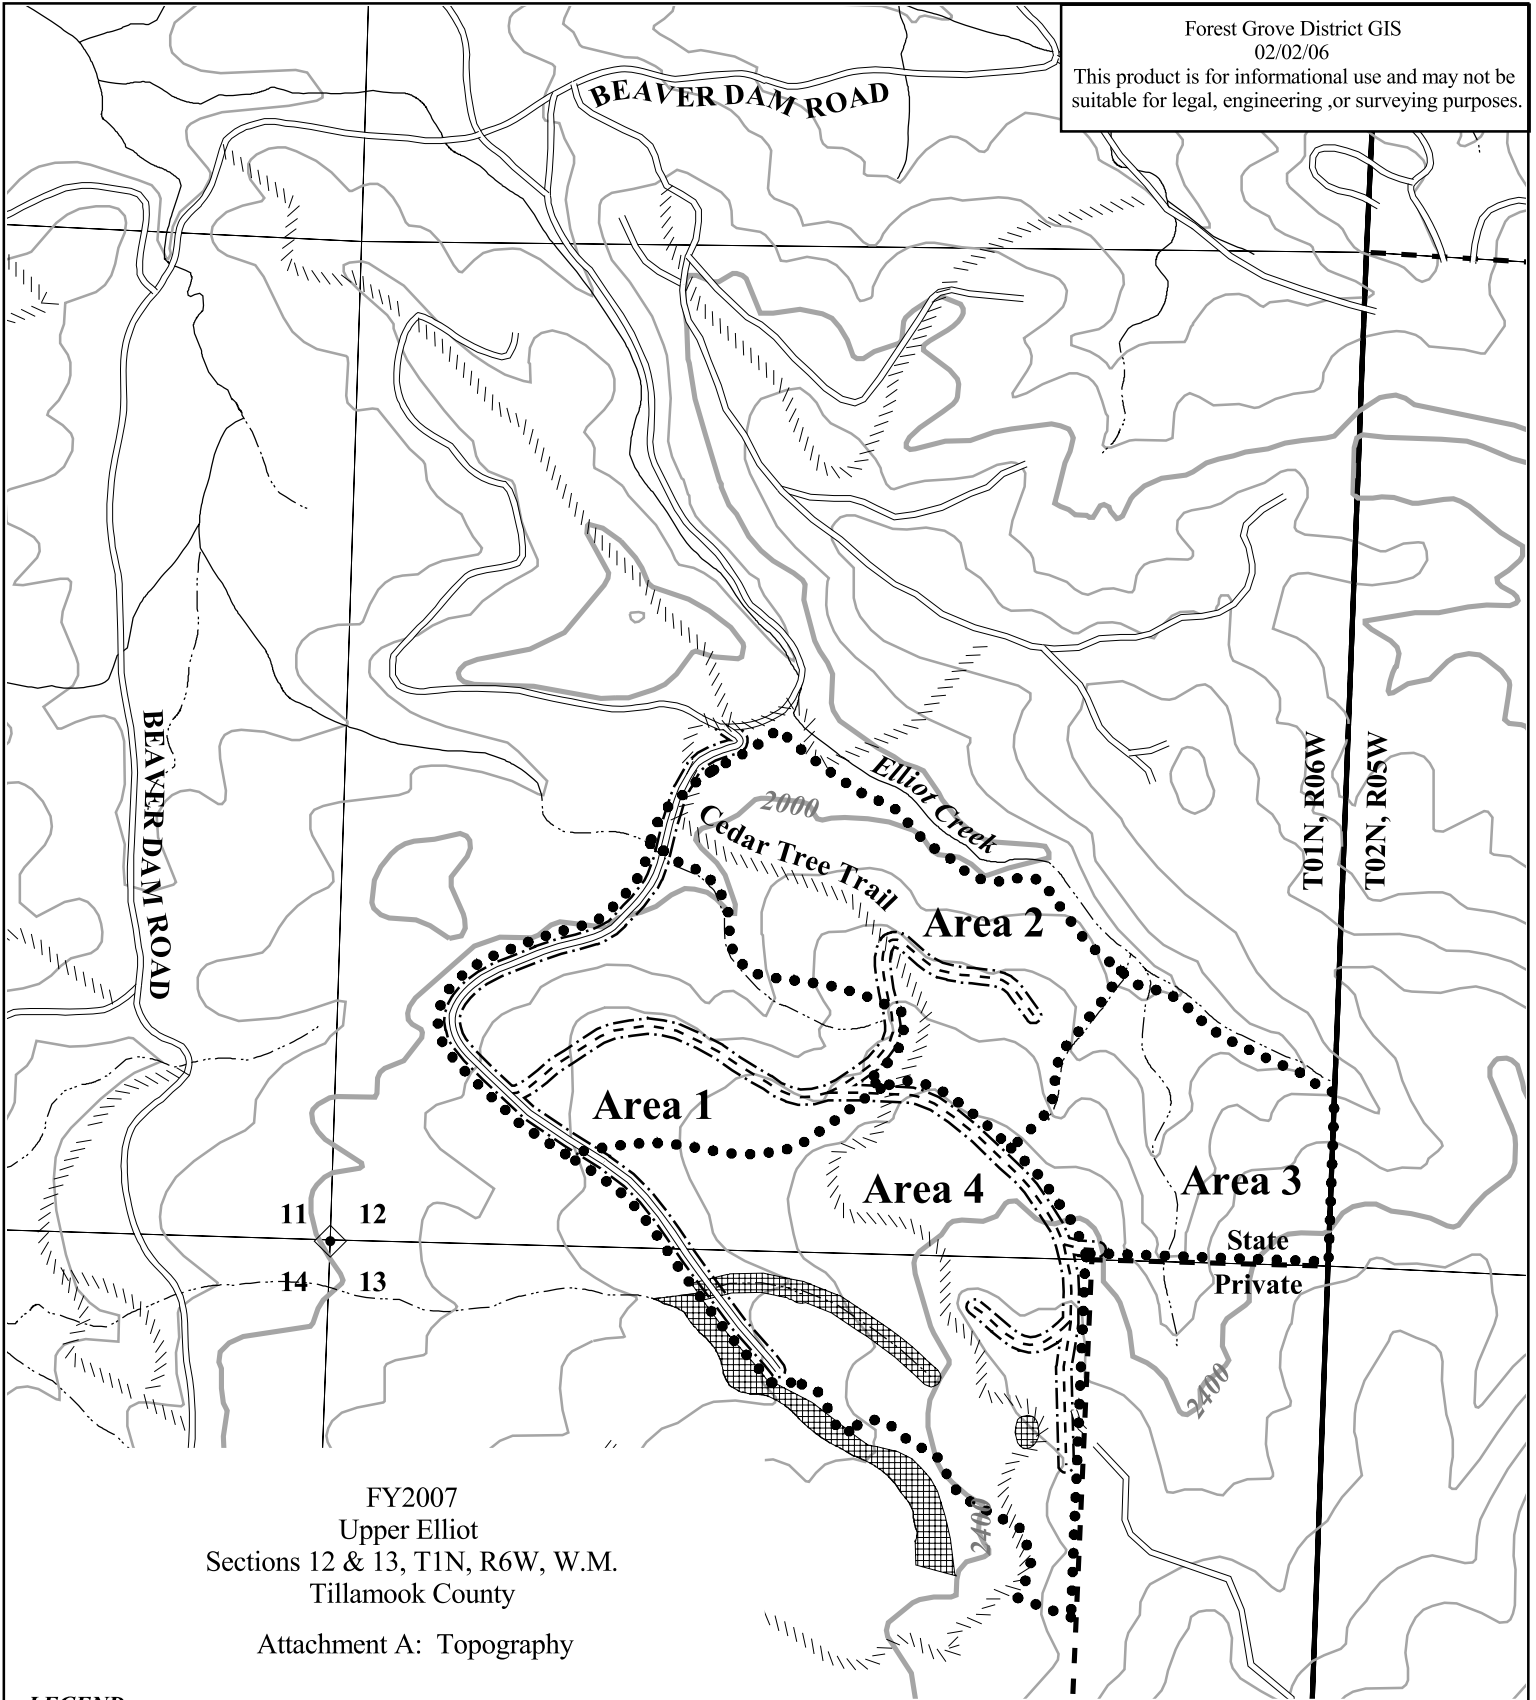 Forest Grove District GIS
02/02/06
This product is for informational use and may not be
suitable for legal, engineering ,or surveying purposes.
BEAVER DAM ROAD
BEAVER DAM ROAD
T01N, R06W
T02N, R05W
Elliot Creek
2000
Cedar Tree Trail
Area 2
Area 1
Area 4
Area 3
11
12
14
13
State
Private
2400
2400
FY2007
Upper Elliot
Sections 12 & 13, T1N, R6W, W.M.
Tillamook County
Attachment A: Topography
LEGEND